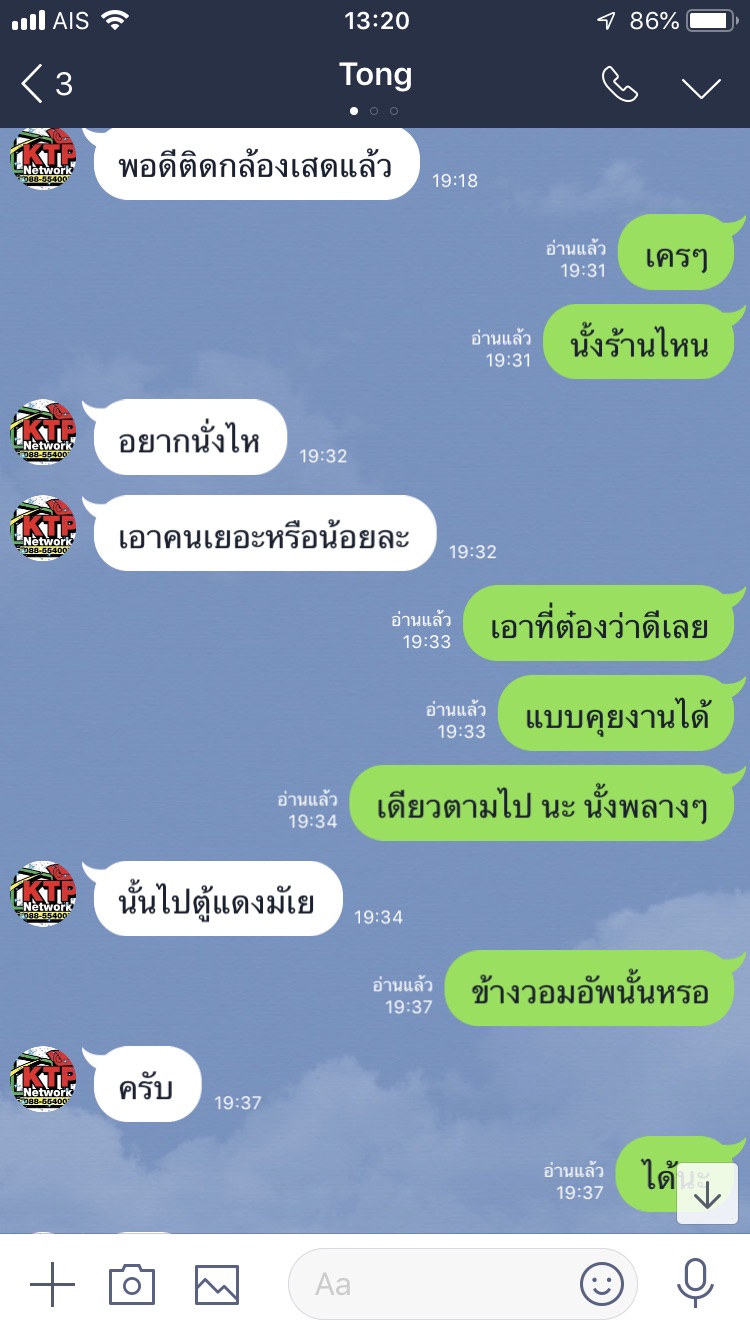 AIS 13:20 86%
3 Tong
KTP
Network
พอดีติดกล้องเสดแล้ว 19:18
อ่านแล้ว
19:31
เครๆ
อ่านแล้ว
19:31
นั้งร้านไหน
KTP
Network
088-55400
อยากนั่งไห 19:32
KTP
Network
088-55400
เอาคนเยอะหรือน้อยละ 19:32
อ่านแล้ว
19:33
เอาที่ต๋องว่าดีเลย
อ่านแล้ว
19:33
แบบคุยงานได้
อ่านแล้ว
19:34
เดียวตามไป นะ นั้งพลางๆ
KTP
Network
088-55400
นั้นไปตู้แดงมัเย 19:34
อ่านแล้ว
19:37
ข้างวอมอัพนั้นหรอ
KTP
Network
088-55400
ครับ 19:37
อ่านแล้ว
19:37
ได้นะ
Aa